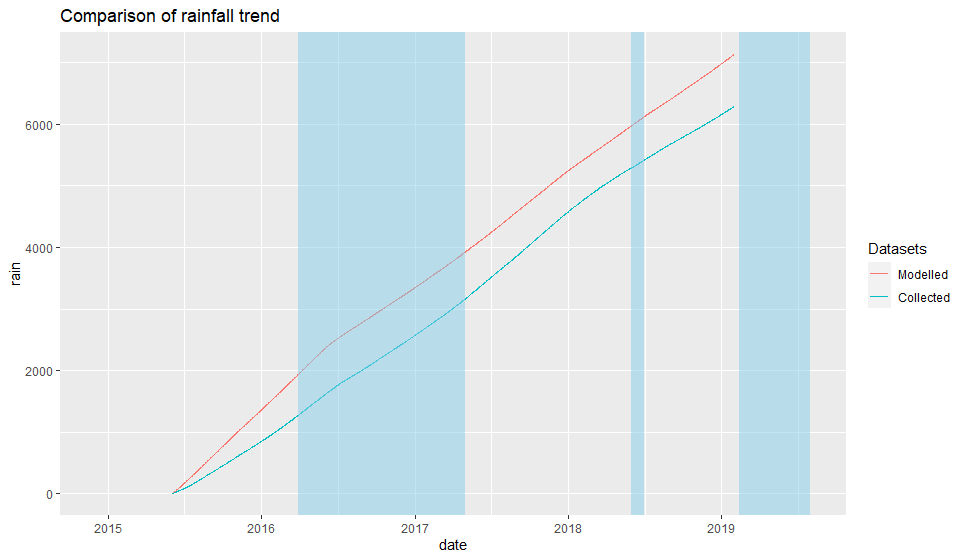 Comparison of rainfall trend
rain
6000
4000
2000
0
2015 2016 2017 2018 2019
date
Datasets
Modelled
Collected